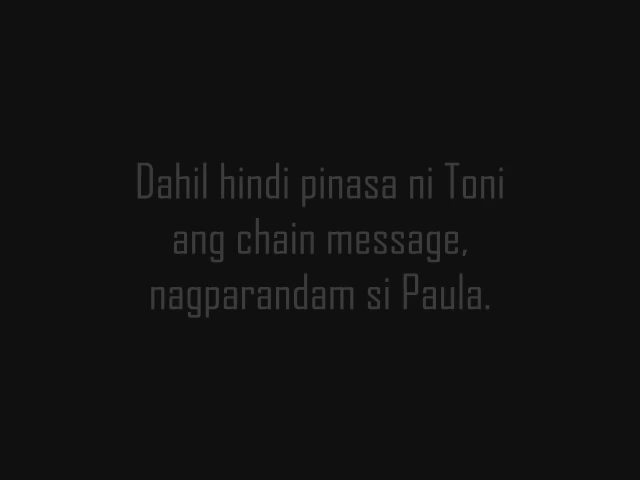 Dahil hindi pinasa ni Toni
ang chain message,
nagparandam si Paula.